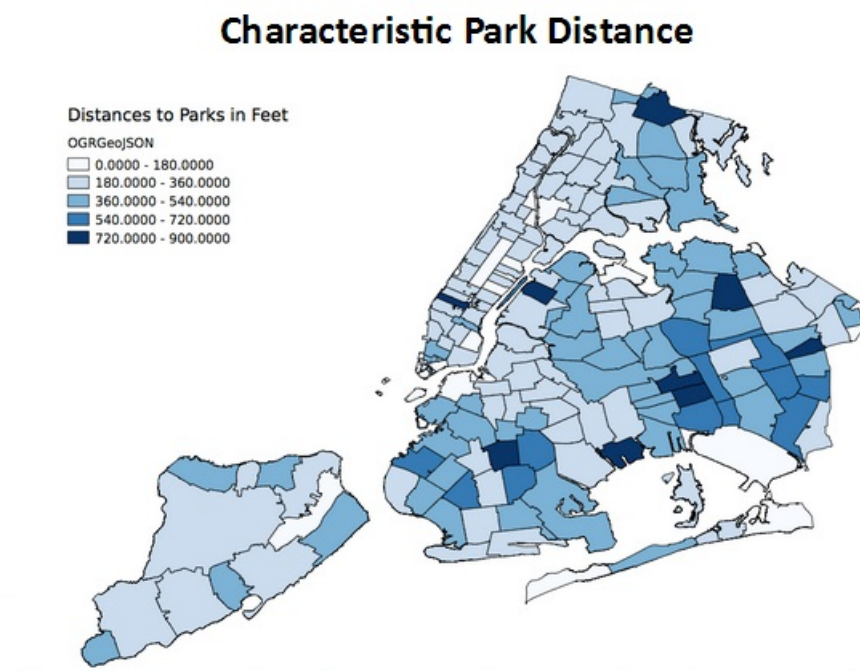 Characteristic Park Distance
Distances to Parks in Feet
OGRGeoJSON
0.0000 - 180.0000
180.0000 - 360.0000
360.0000 - 540.0000
540.0000 - 720.0000
720.0000 - 900.0000